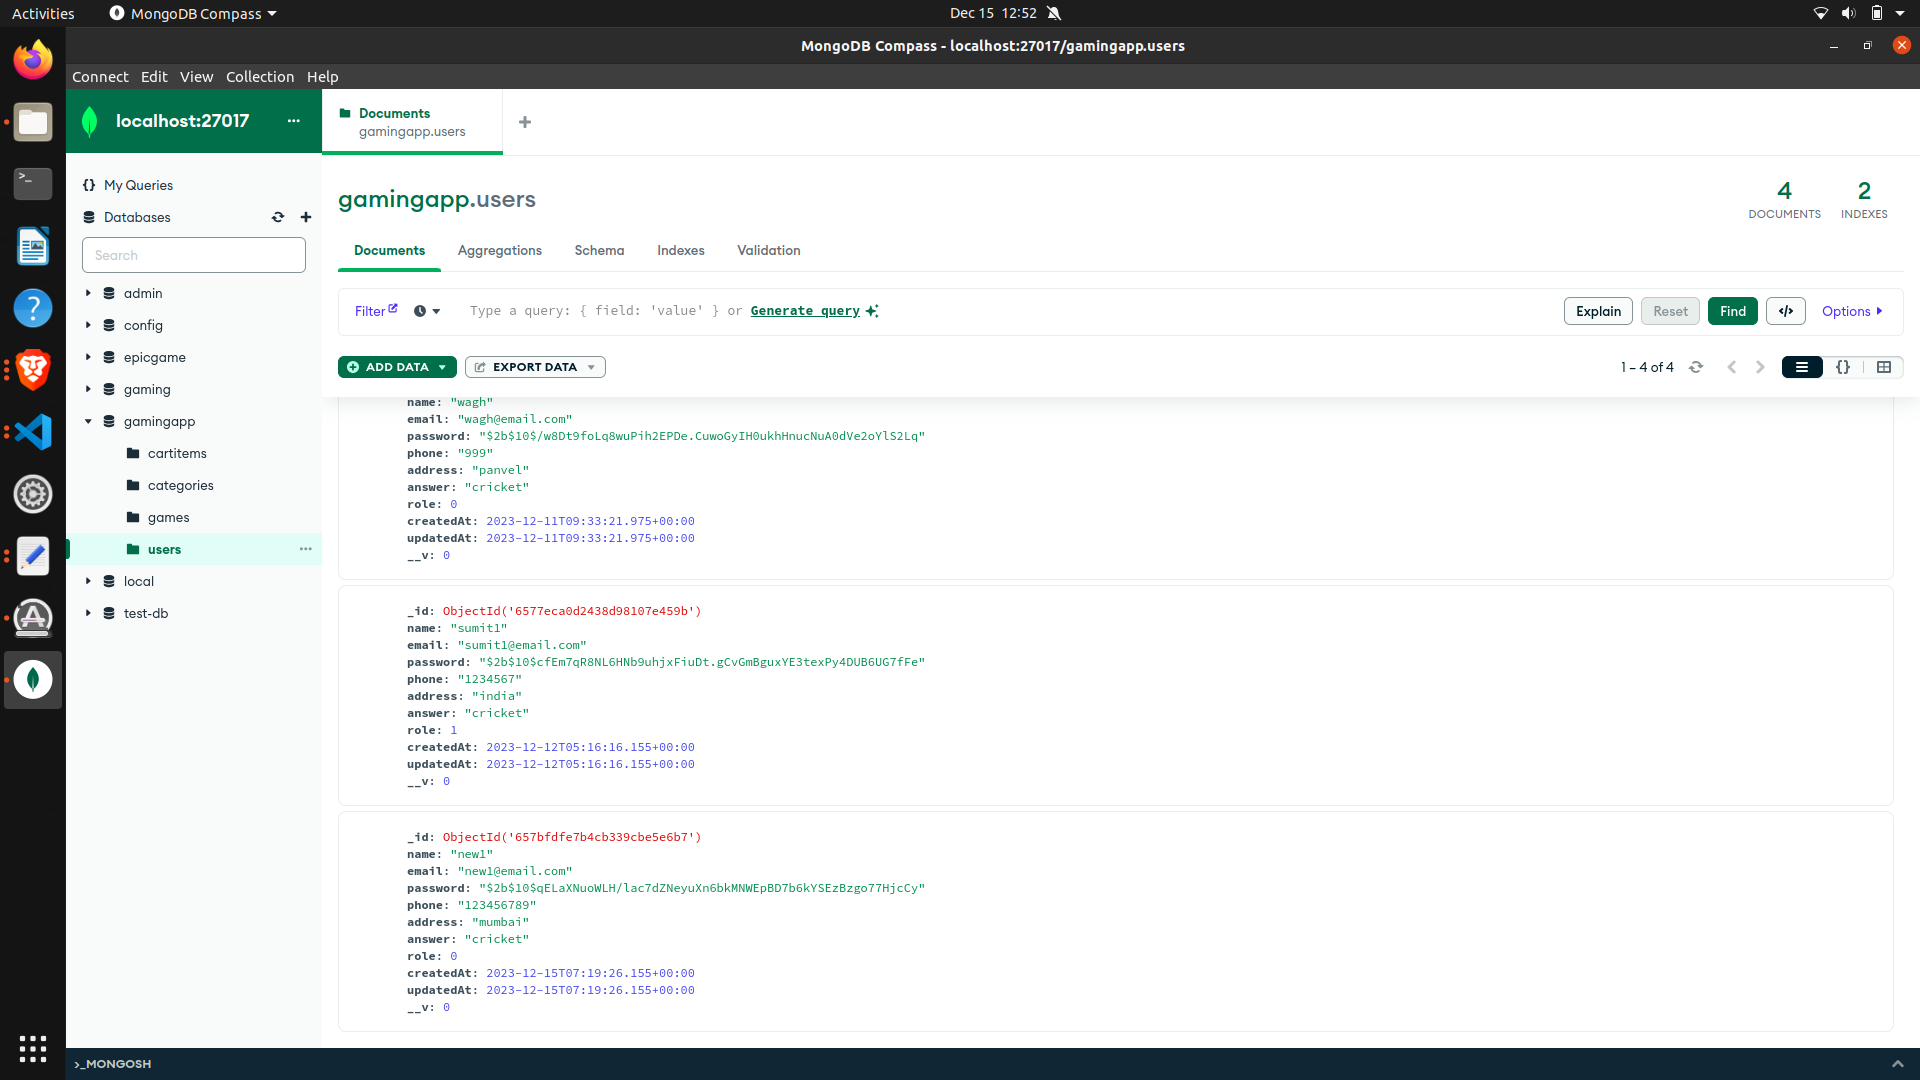 Activities
MongoDB Compass
Dec 15 12:52
MongoDB Compass - localhost:27017/gamingapp.users
Connect Edit View Collection Help
localhost:27017
...
My Queries
Databases
Search
admin
config
epicgame
gaming
gamingapp
cartitems
categories
games
users
...
local
test-db
Documents
gamingapp.users
gamingapp.users
4
DOCUMENTS
2
INDEXES
Documents Aggregations Schema Indexes Validation
Filter
Type a query: { field: 'value' } or Generate query
Explain
Reset
Find
</>
Options
ADD DATA
EXPORT DATA
1 – 4 of 4
{}
name: "wagh"
email: "wagh@email.com"
password: "$2b$10$/w8Dt9foLq8wuPih2EPDe.CuwoGyIH0ukhHnucNuA0dVe2oYlS2Lq"
phone: "999"
address: "panvel"
answer: "cricket"
role: 0
createdAt: 2023-12-11T09:33:21.975+00:00
updatedAt: 2023-12-11T09:33:21.975+00:00
__v: 0
_id: ObjectId('6577eca0d2438d98107e459b')
name: "sumit1"
email: "sumit1@email.com"
password: "$2b$10$cfEm7qR8NL6HNb9uhjxFiuDt.gCvGmBguxYE3texPy4DUB6UG7fFe"
phone: "1234567"
address: "india"
answer: "cricket"
role: 1
createdAt: 2023-12-12T05:16:16.155+00:00
updatedAt: 2023-12-12T05:16:16.155+00:00
__v: 0
_id: ObjectId('657bfdfe7b4cb339cbe5e6b7')
name: "new1"
email: "new1@email.com"
password: "$2b$10$qELaXNuoWLH/lac7dZNeyuXn6bkMNWEpBD7b6kYSEzBzgo77HjcCy"
phone: "123456789"
address: "mumbai"
answer: "cricket"
role: 0
createdAt: 2023-12-15T07:19:26.155+00:00
updatedAt: 2023-12-15T07:19:26.155+00:00
__v: 0
>_MONGOSH